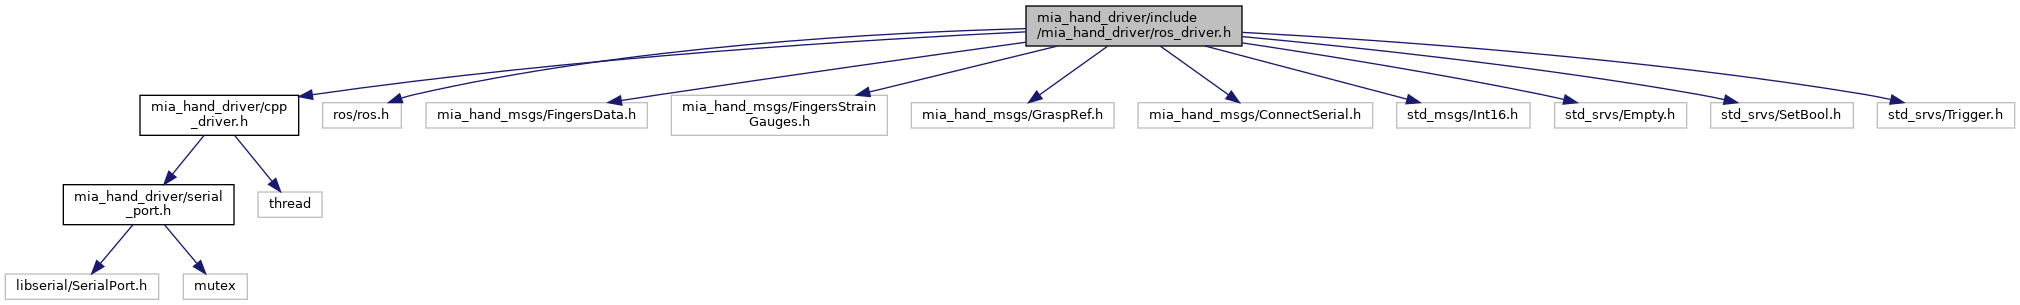 mia_hand_driver/include
/mia_hand_driver/ros_driver.h
mia_hand_driver/cpp
_driver.h
ros/ros.h
mia_hand_msgs/FingersData.h
mia_hand_msgs/FingersStrain
Gauges.h
mia_hand_msgs/GraspRef.h
mia_hand_msgs/ConnectSerial.h
std_msgs/Int16.h
std_srvs/Empty.h
std_srvs/SetBool.h
std_srvs/Trigger.h
mia_hand_driver/serial
_port.h
thread
libserial/SerialPort.h
mutex